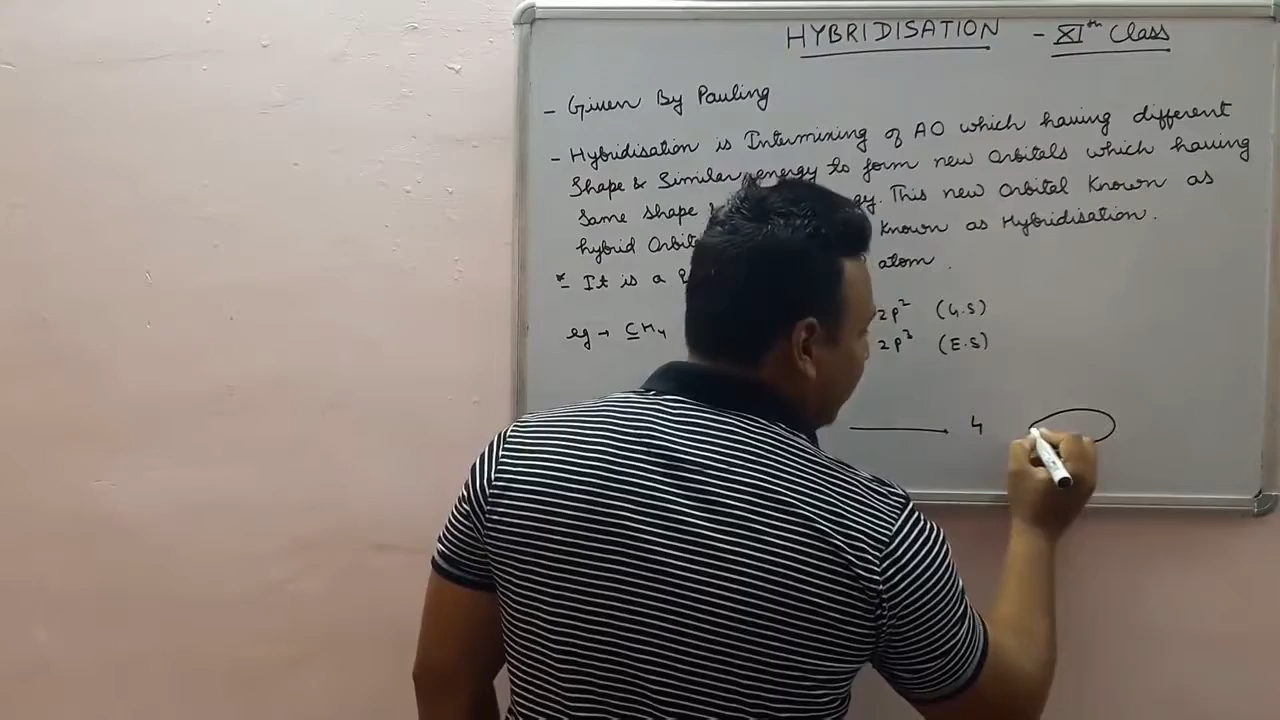 HYBRIDISATION - XIth Class
- Given By Pauling
- Hybridisation is Intermixing of AO which having different
Shape & Similar energy to form new Orbitals which having
Same shape This new Orbital Known as
hybrid Known as Hybridisation.
* It is a atom.
eg → CH4 2p² (G.S)
2p³ (E.S)
4